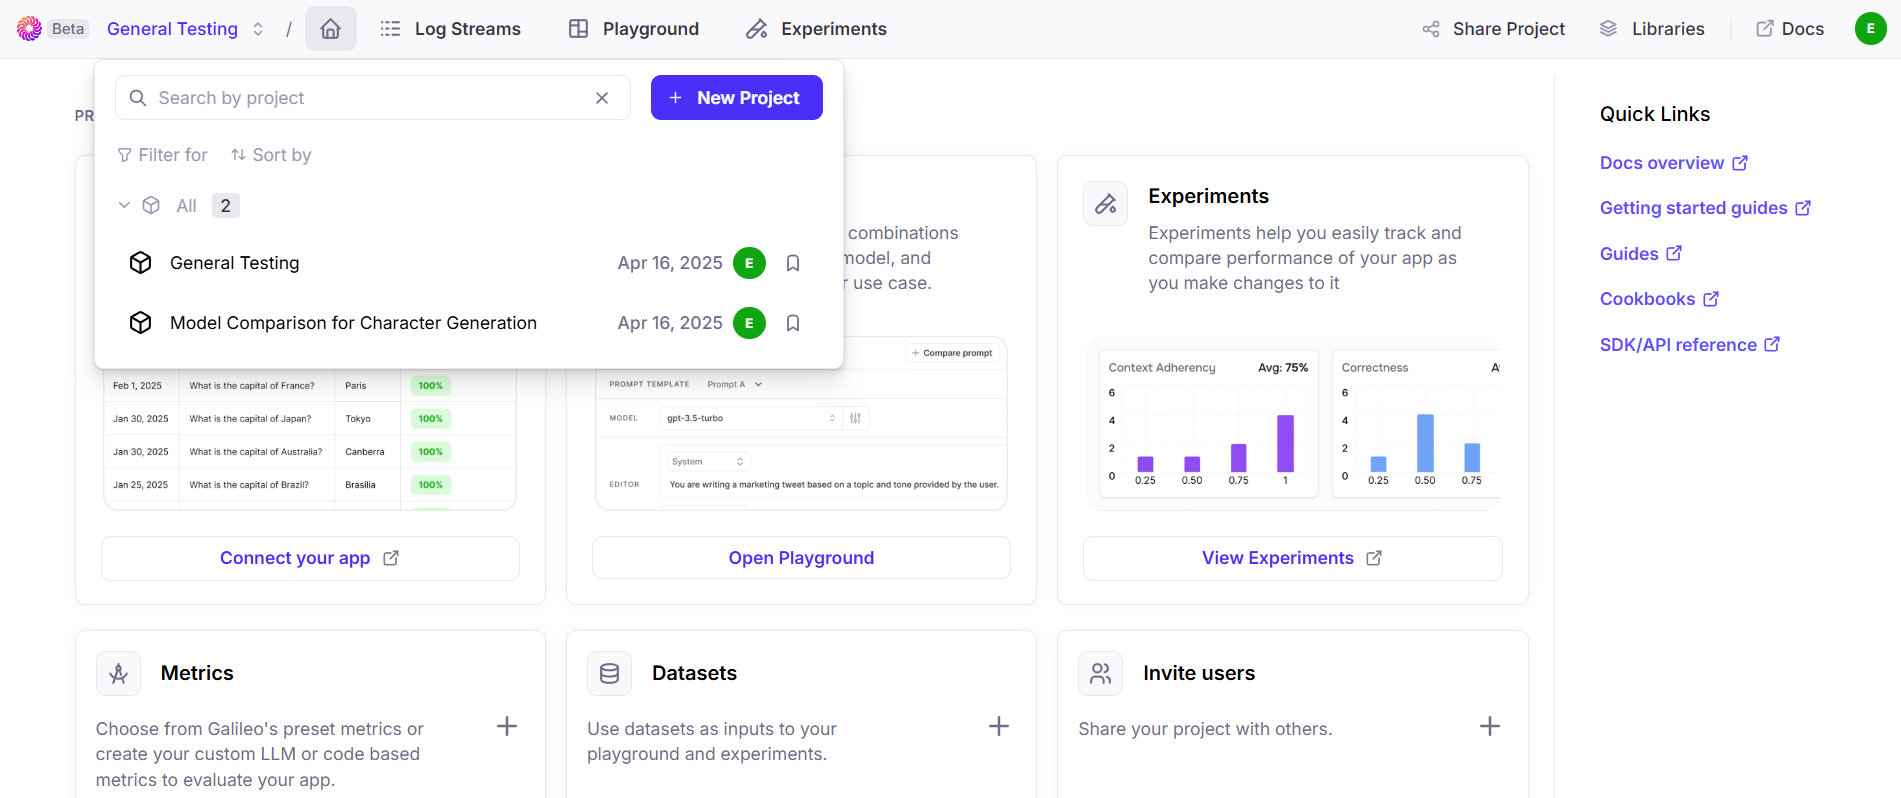 Beta
General Testing
/
Log Streams
Playground
Experiments
Share Project
Libraries
Docs
E
Search by project
+ New Project
Filter for
Sort by
All 2
General Testing
Apr 16, 2025
E
Model Comparison for Character Generation
Apr 16, 2025
E
PR
Feb 1, 2025 What is the capital of France? Paris 100%
Jan 30, 2025 What is the capital of Japan? Tokyo 100%
Jan 30, 2025 What is the capital of Australia? Canberra 100%
Jan 25, 2025 What is the capital of Brazil? Brasilia 100%
Connect your app
combinations
model, and
r use case.
+ Compare prompt
PROMPT TEMPLATE Prompt A
MODEL gpt-3.5-turbo
System
EDITOR You are writing a marketing tweet based on a topic and tone provided by the user.
Open Playground
Experiments
Experiments help you easily track and
compare performance of your app as
you make changes to it
Context Adherency Avg: 75%
6
4
2
0
0.25 0.50 0.75 1
Correctness A
6
4
2
0
0.25 0.50 0.75
View Experiments
Metrics
Choose from Galileo's preset metrics or
create your custom LLM or code based
metrics to evaluate your app.
Datasets
Use datasets as inputs to your
playground and experiments.
Invite users
Share your project with others.
Quick Links
Docs overview
Getting started guides
Guides
Cookbooks
SDK/API reference